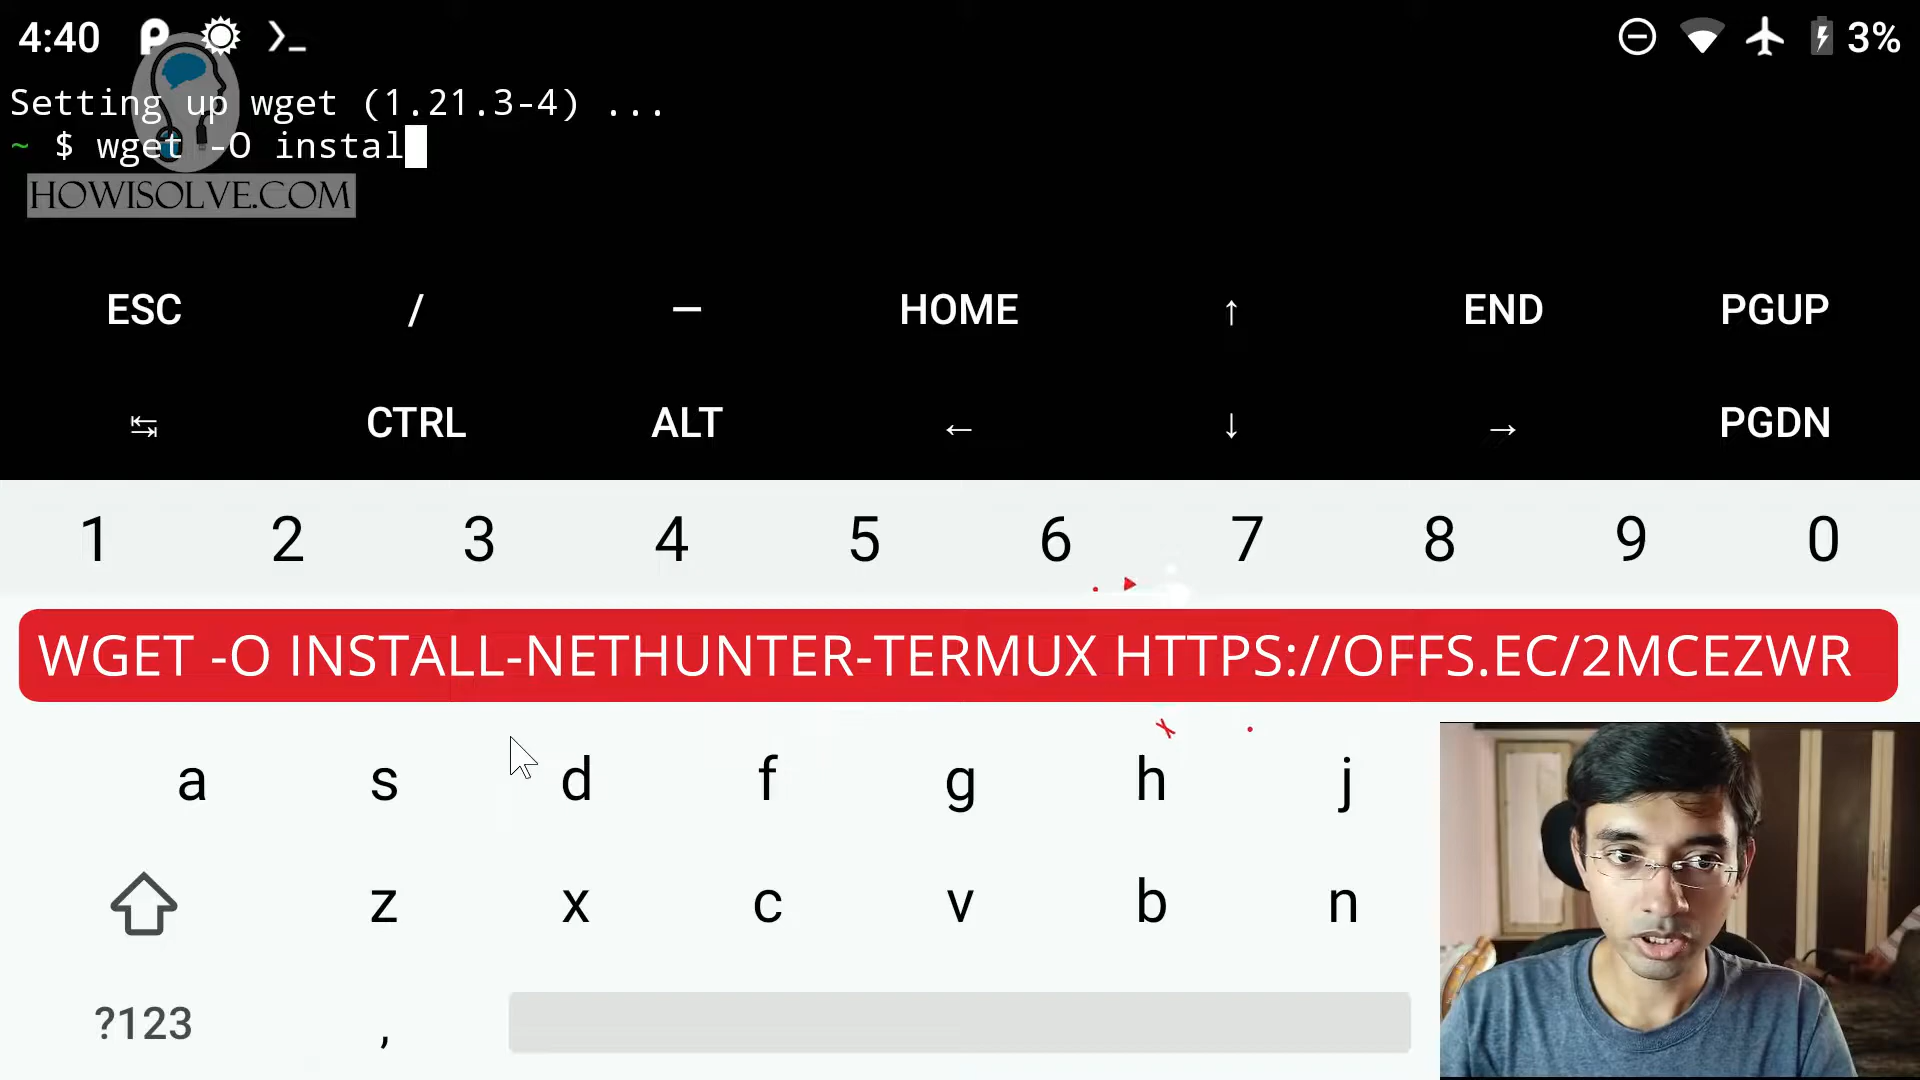 4:40 3%
Setting up wget (1.21.3-4) ...
~ $ wget -O instal
HOWISOLVE.COM
ESC / — HOME ↑ END PGUP
↹ CTRL ALT ← ↓ → PGDN
1 2 3 4 5 6 7 8 9 0
WGET -O INSTALL-NETHUNTER-TERMUX HTTPS://OFFS.EC/2MCEZWR
a s d f g h j
z x c v b n
?123 ,